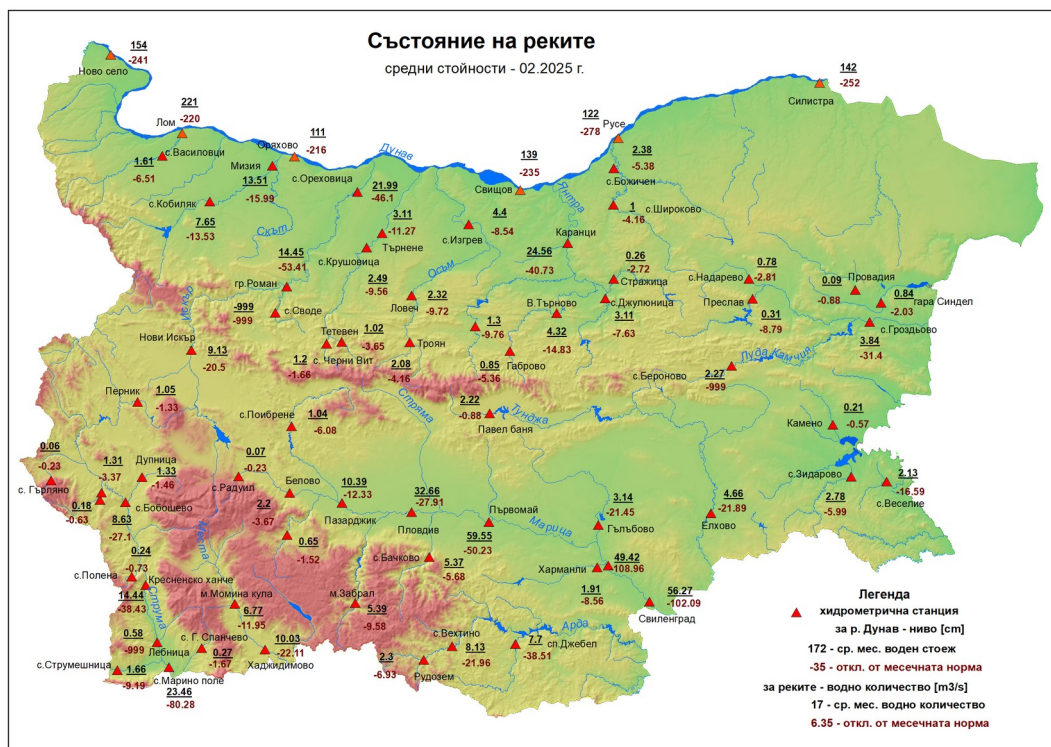 Състояние на реките
средни стойности - 02.2025 г.
154
-241
Ново село
142
-252
Силистра
221
-220
Лом
122
-278
Русе
111
-216
Оряхово
139
-235
Свищов
Дунав
с.Василовци
1.61
-6.51
Мизия
13.51
-15.99
с.Ореховица
21.99
-46.1
2.38
-5.38
с.Божичен
Янтра
1
-4.16
с.Широково
с.Кобиляк
7.65
-13.53
Скът
3.11
-11.27
Търнене
с.Крушовица
4.4
-8.54
с.Изгрев
Каранци
24.56
-40.73
14.45
-53.41
гр.Роман
2.49
-9.56
Осъм
0.26
-2.72
Стражица
0.78
-2.81
с.Надарево
0.09
-0.88
Провадия
Искър
-999
-999
с.Своде
Ловеч
2.32
-9.72
В.Търново
с.Джулюница
3.11
-7.63
Преслав
0.31
-8.79
0.84
-2.03
гара Синдел
с.Гроздьово
3.84
-31.4
Нови Искър
9.13
-20.5
Тетевен
1.02
-3.65
с. Черни Вит
1.2
-1.66
Троян
2.08
-4.16
1.3
-9.76
4.32
-14.83
Габрово
0.85
-5.36
Луда Камчия
с.Бероново
2.27
-999
Перник
1.05
-1.33
с.Поибрене
1.04
-6.08
Стряма
2.22
-0.88
Тунджа
Павел баня
0.21
-0.57
Камено
0.06
-0.23
с. Гърляно
1.31
-3.37
Дупница
1.33
-1.46
0.07
-0.23
с.Радуил
Белово
10.39
-12.33
Пазарджик
32.66
-27.91
Пловдив
Първомай
59.55
-50.23
Марица
3.14
-21.45
Гълъбово
4.66
-21.89
Елхово
с.Зидарово
2.78
-5.99
2.13
-16.59
с.Веселие
0.18
-0.63
с.Бобошево
8.63
-27.1
Места
2.2
-3.67
0.65
-1.52
0.24
-0.73
с.Полена
Кресненско ханче
14.44
-38.43
Струма
м.Момина кула
6.77
-11.95
м.Забрал
5.39
-9.58
с.Бачково
5.37
-5.68
Харманли
49.42
-108.96
1.91
-8.56
56.27
-102.09
Свиленград
0.58
-999
Лебница
с. Г. Спанчево
0.27
-1.67
10.03
-22.11
Хаджидимово
с.Вехтино
8.13
-21.96
Арда
7.7
-38.51
сп.Джебел
2.3
-6.93
Рудозем
с.Струмешница
1.66
-9.19
с.Марино поле
23.46
-80.28
Легенда
хидрометрична станция
за р. Дунав - ниво [cm]
172 - ср. мес. воден стоеж
-35 - откл. от месечната норма
за реките - водно количество [m3/s]
17 - ср. мес. водно количество
6.35 - откл. от месечната норма